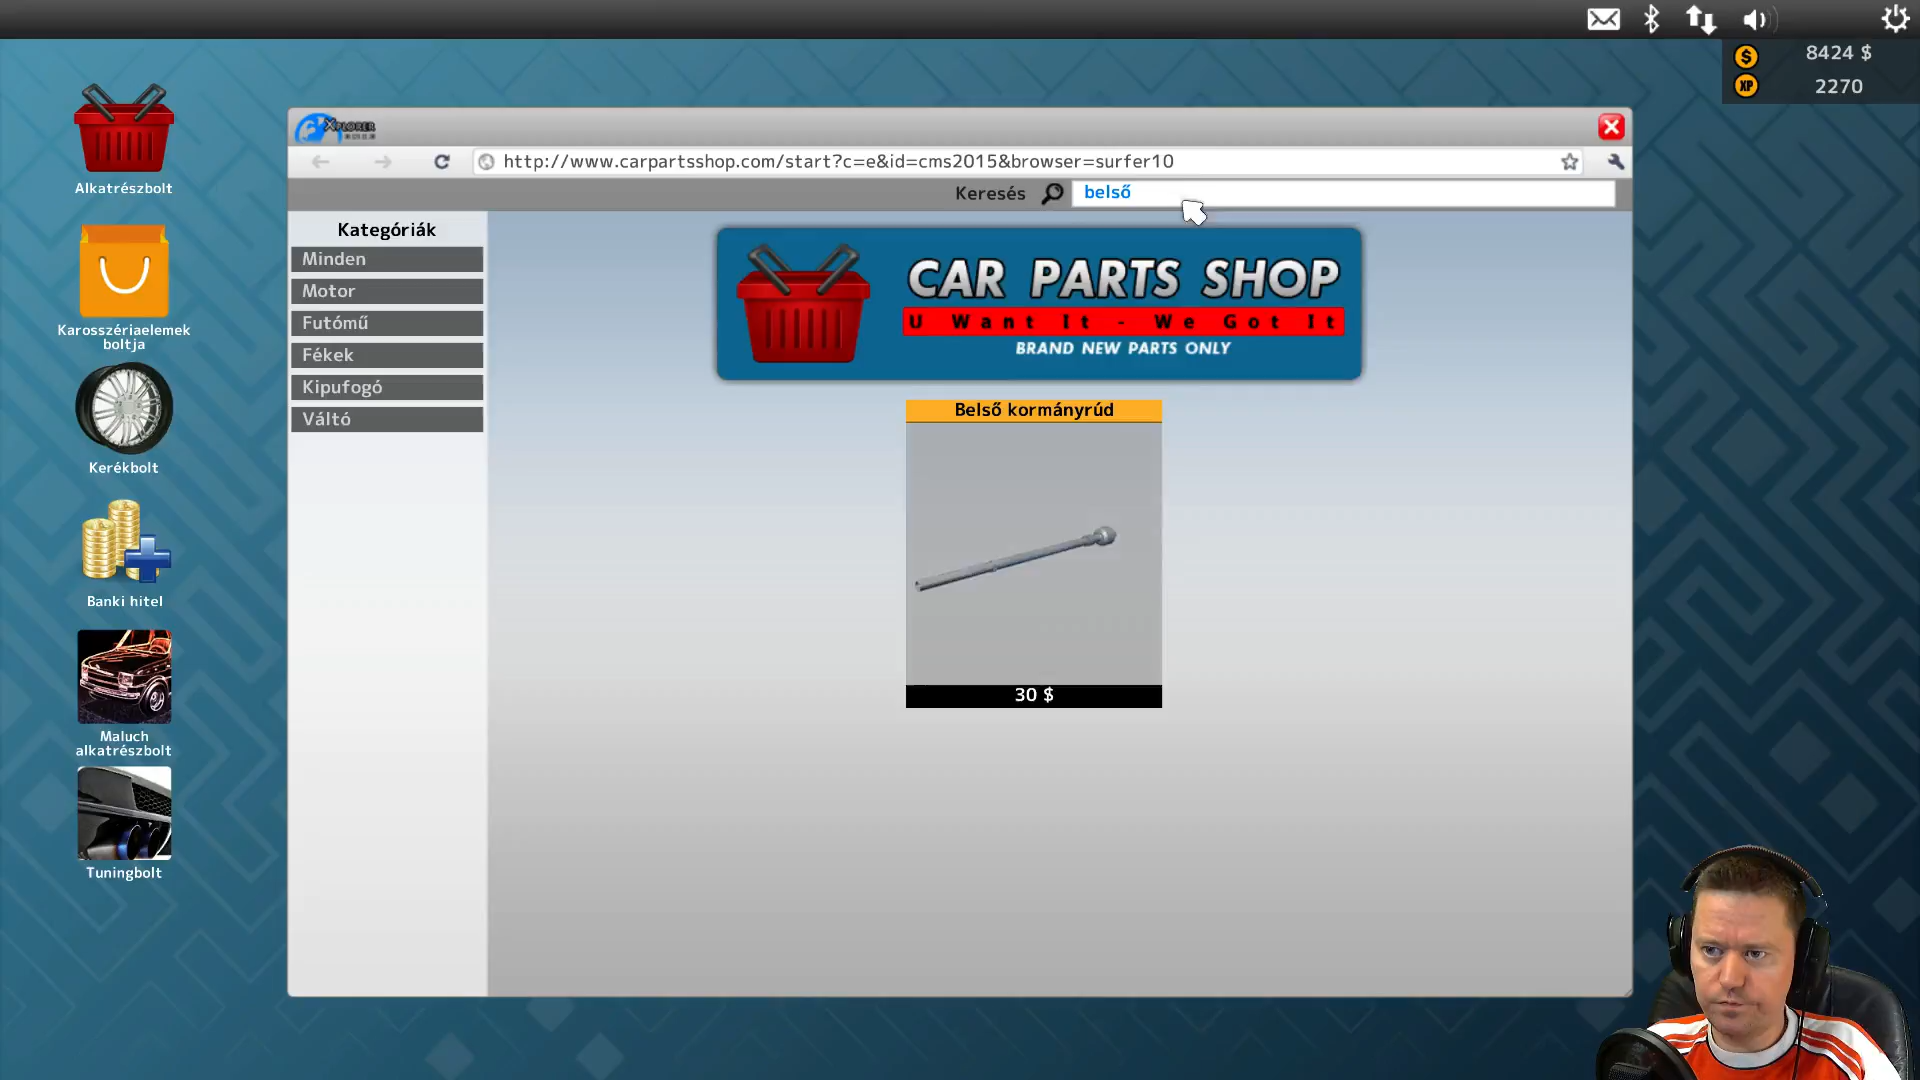 8424 $
XP
2270
Alkatrészbolt
Karosszériaelemek
boltja
Kerékbolt
Banki hitel
Maluch
alkatrészbolt
Tuningbolt
XPLORER
http://www.carpartsshop.com/start?c=e&id=cms2015&browser=surfer10
Keresés
belső
Kategóriák
Minden
Motor
Futómű
Fékek
Kipufogó
Váltó
CAR PARTS SHOP
U Want It - We Got It
BRAND NEW PARTS ONLY
Belső kormányrúd
30 $